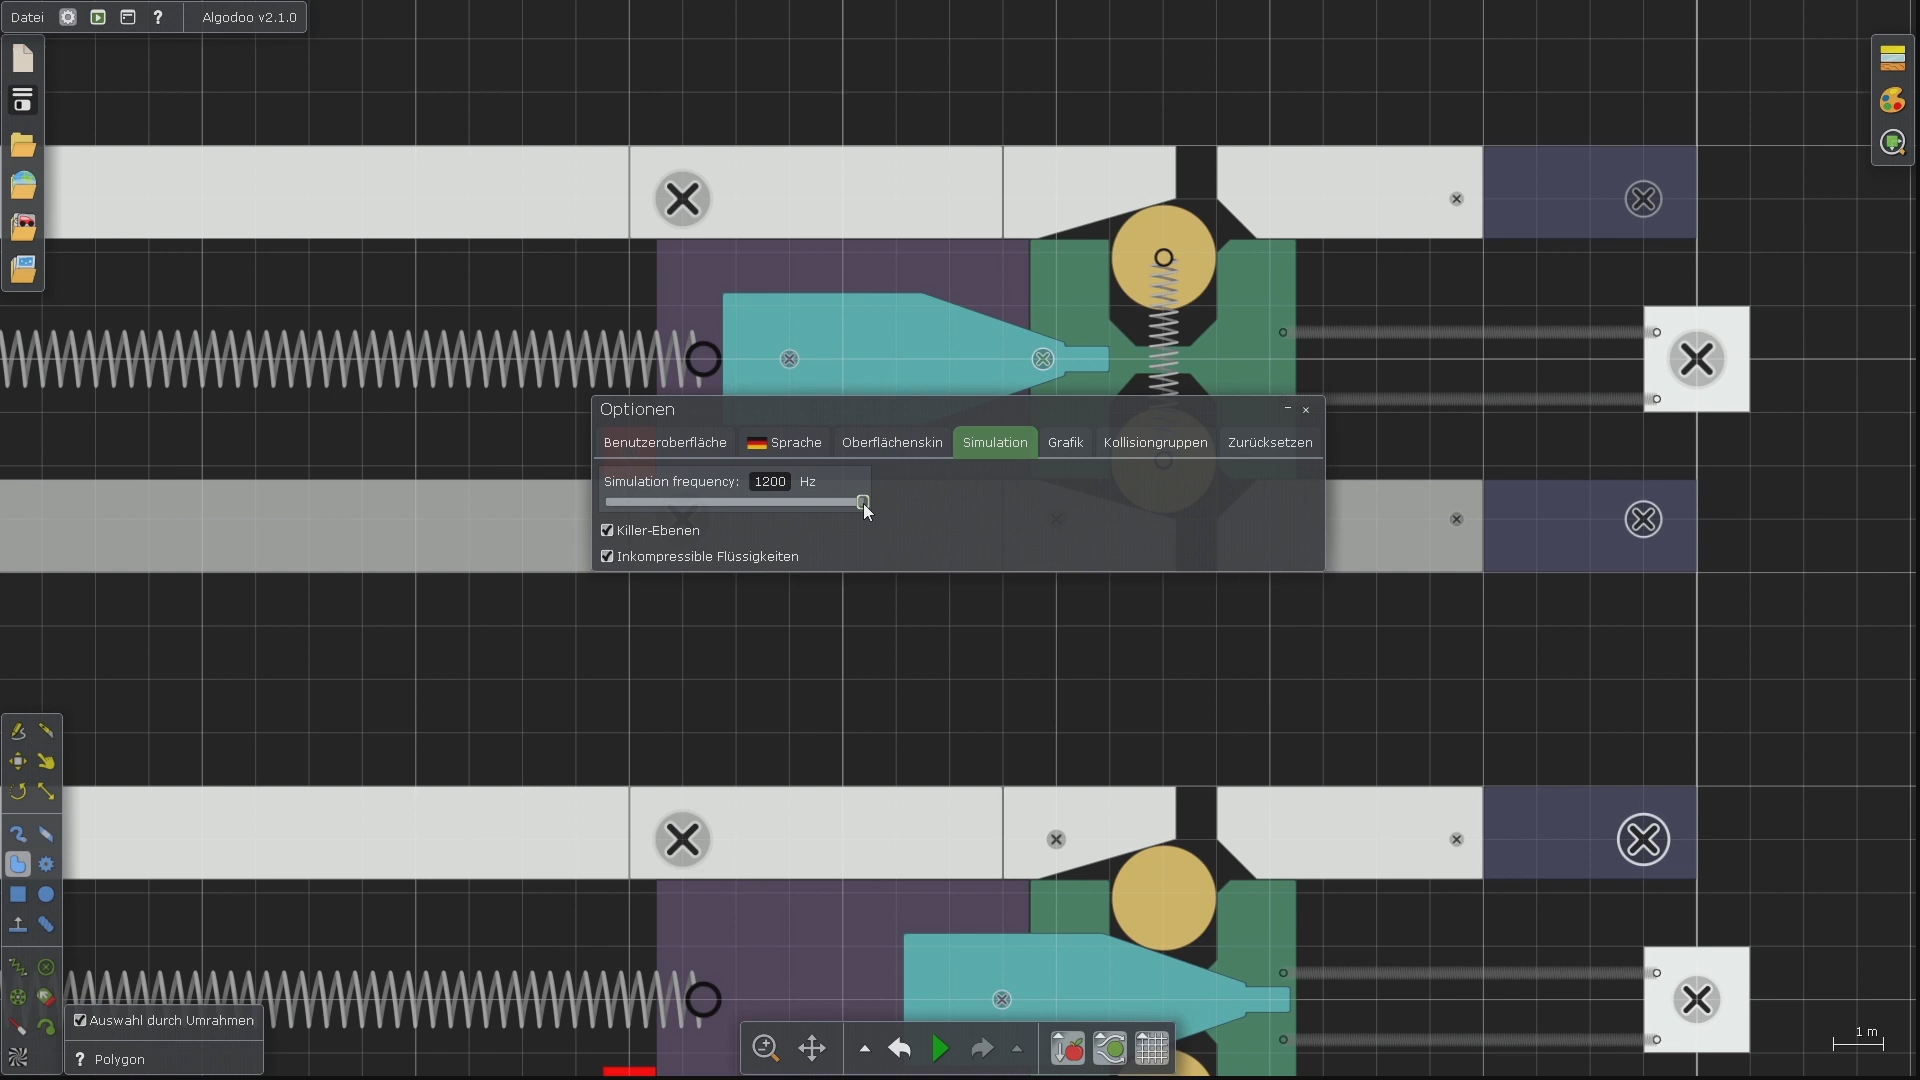 Datei ? Algodoo v2.1.0
Optionen
Benutzeroberfläche Sprache Oberflächenskin Simulation Grafik Kollisiongruppen Zurücksetzen
Simulation frequency: 1200 Hz
Killer-Ebenen
Inkompressible Flüssigkeiten
Auswahl durch Umrahmen
? Polygon
1 m